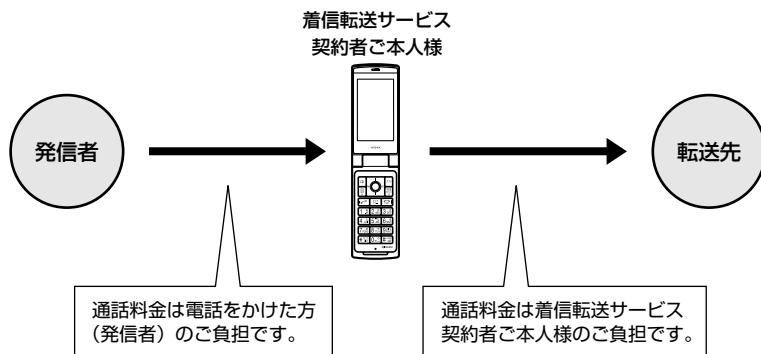 着信転送サービス
契約者ご本人様
発信者
転送先
通話料金は電話をかけた方
（発信者）のご負担です。
通話料金は着信転送サービス
契約者ご本人様のご負担です。